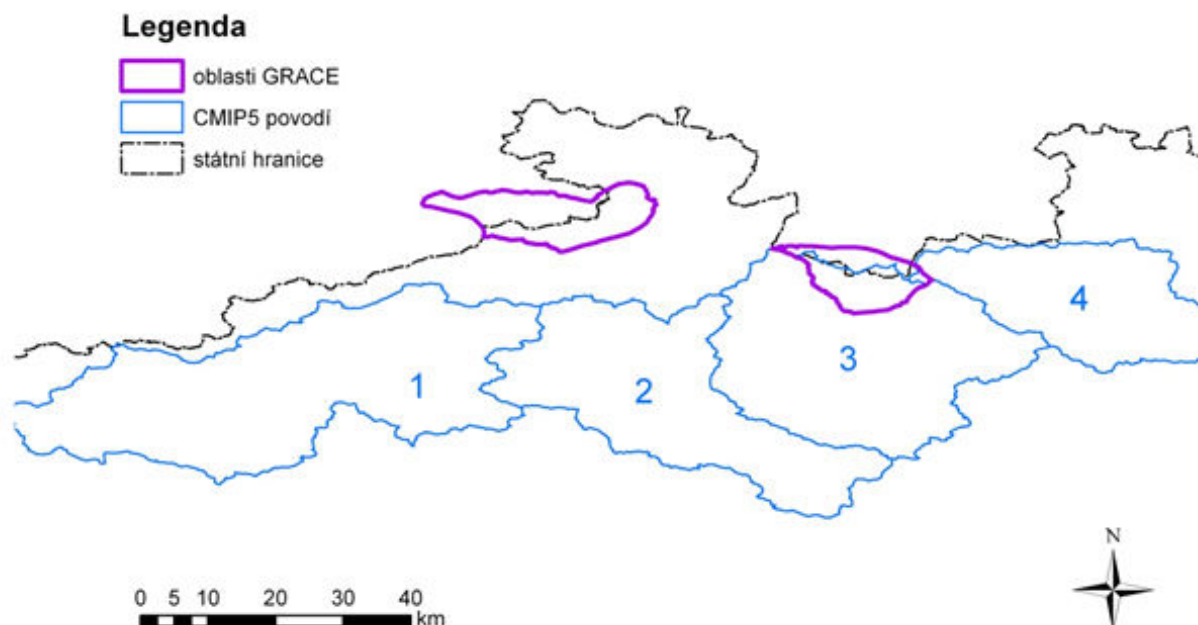 Legenda
oblasti GRACE
CMIP5 povodí
státní hranice
4
3
1
2
N
0 5 10 20 30 40
km